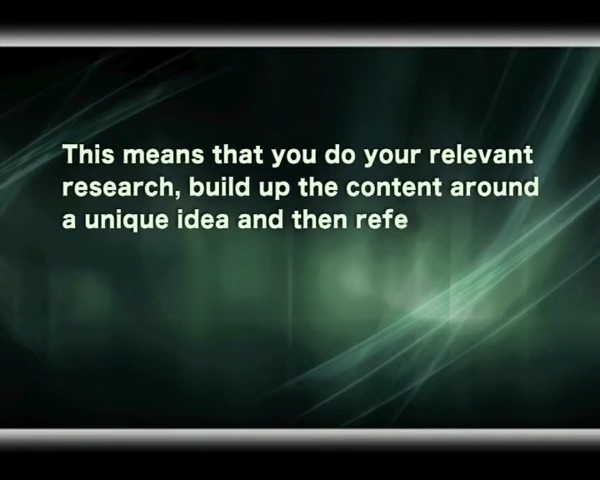 This means that you do your relevant
research, build up the content around
a unique idea and then refe